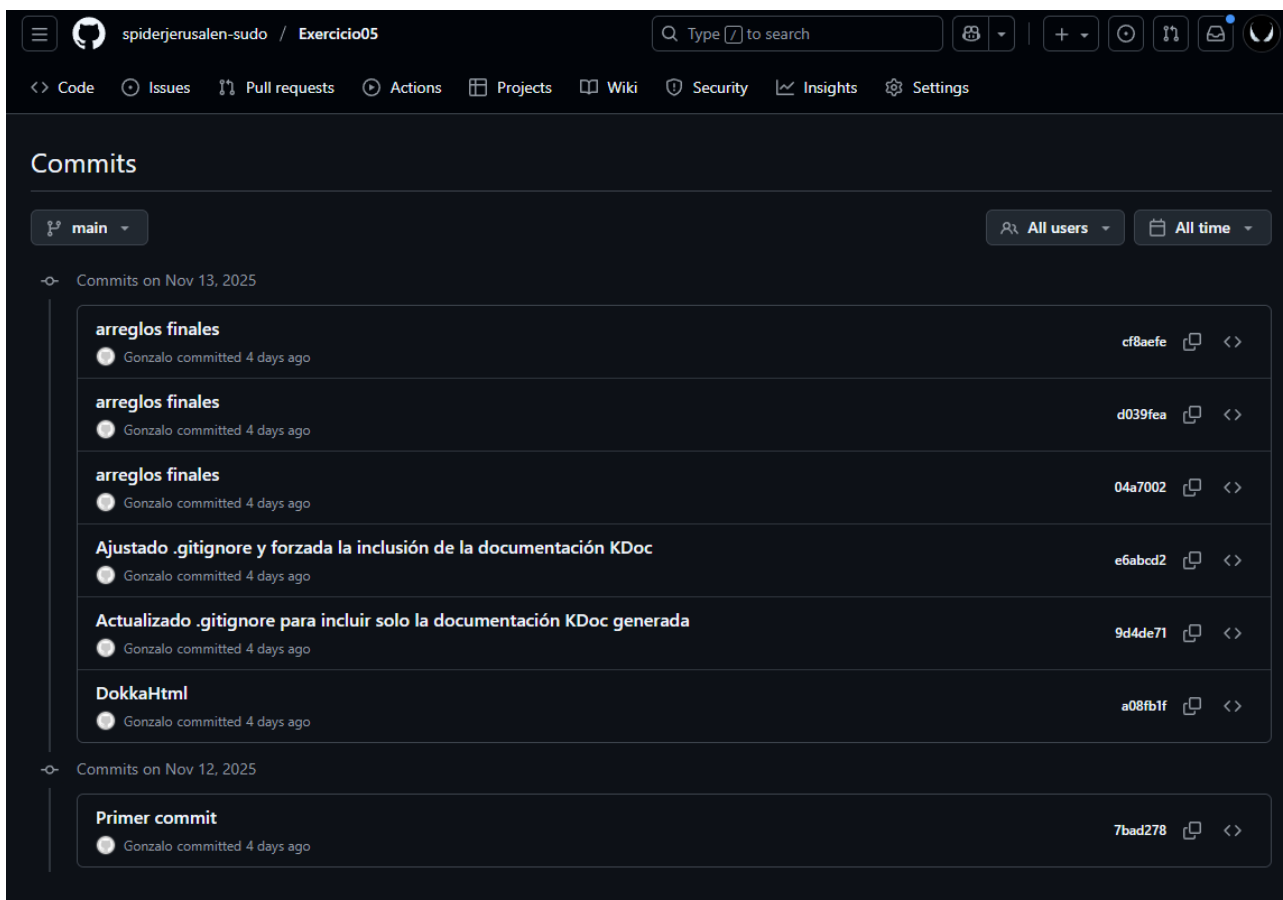 spiderjerusalen-sudo / Exercicio05
Type / to search
Code Issues Pull requests Actions Projects Wiki Security Insights Settings
Commits
main All users All time
Commits on Nov 13, 2025
arreglos finales
cf8aefe
Gonzalo committed 4 days ago
arreglos finales
d039fea
Gonzalo committed 4 days ago
arreglos finales
04a7002
Gonzalo committed 4 days ago
Ajustado .gitignore y forzada la inclusión de la documentación KDoc
e6abcd2
Gonzalo committed 4 days ago
Actualizado .gitignore para incluir solo la documentación KDoc generada
9d4de71
Gonzalo committed 4 days ago
DokkaHtml
a08fb1f
Gonzalo committed 4 days ago
Commits on Nov 12, 2025
Primer commit
7bad278
Gonzalo committed 4 days ago